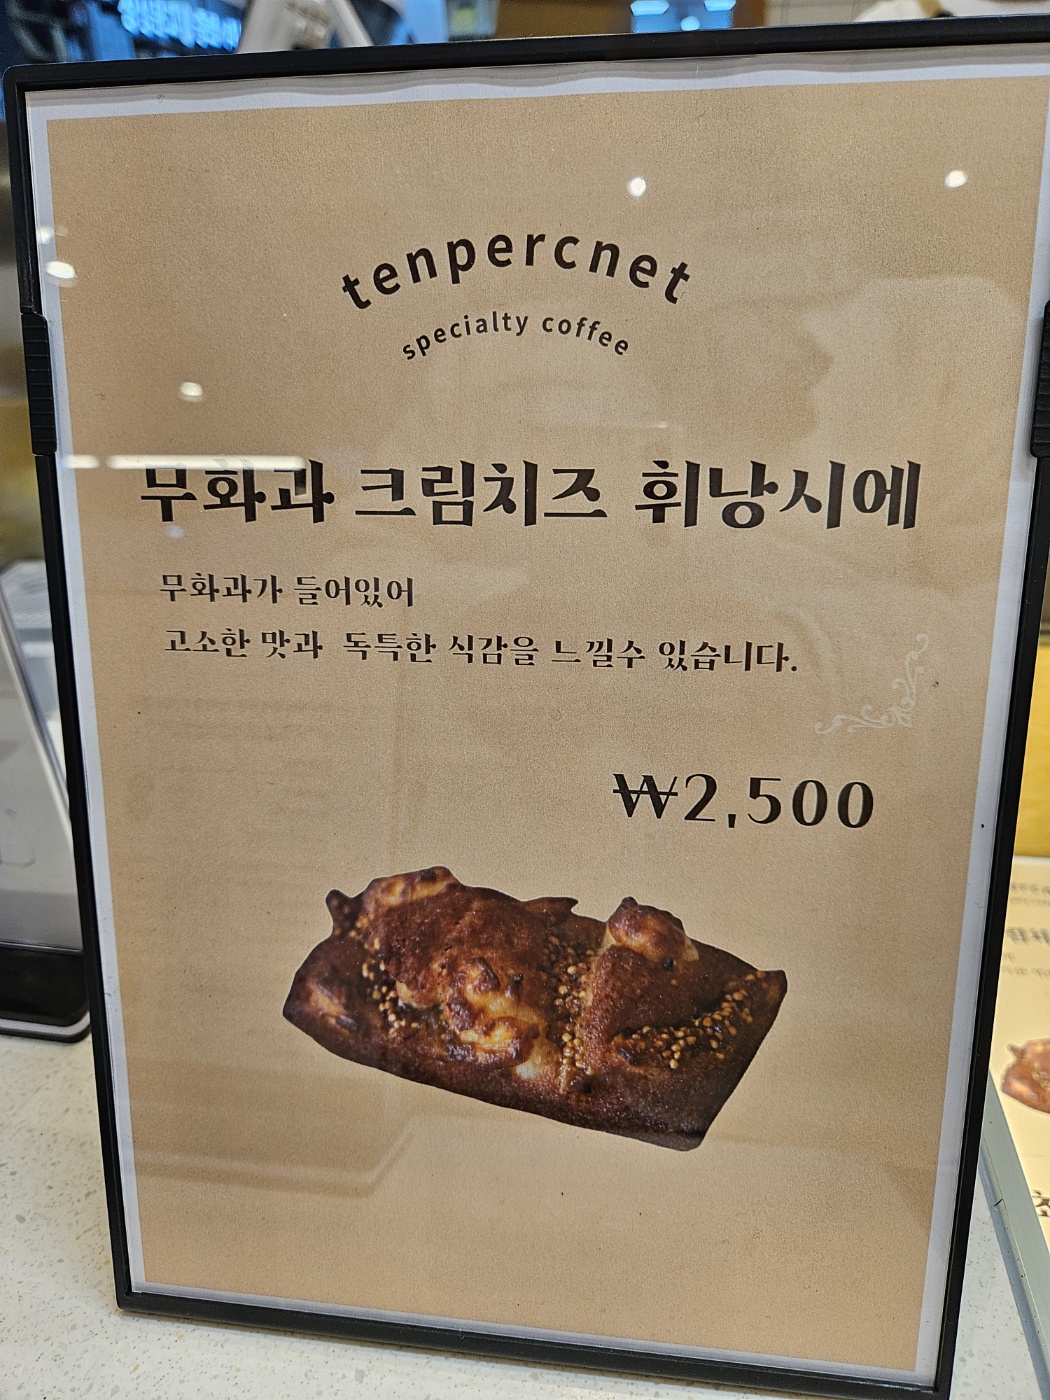 tenpercnet
specialty coffee
무화과 크림치즈 휘낭시에
무화과가 들어있어
고소한 맛과 독특한 식감을 느낄수 있습니다.
₩2,500